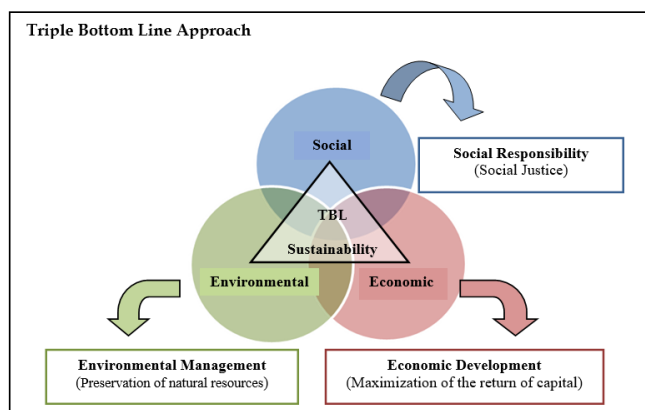 Triple Bottom Line Approach
Social
Social Responsibility
(Social Justice)
TBL
Sustainability
Environmental
Economic
Environmental Management
(Preservation of natural resources)
Economic Development
(Maximization of the return of capital)